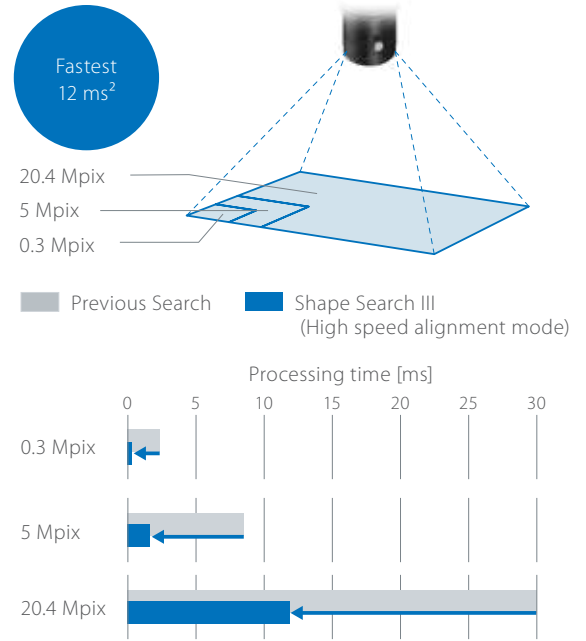 Fastest
12 ms²
20.4 Mpix
5 Mpix
0.3 Mpix
Previous Search
Shape Search III
(High speed alignment mode)
Processing time [ms]
0 5 10 15 20 25 30
0.3 Mpix
5 Mpix
20.4 Mpix